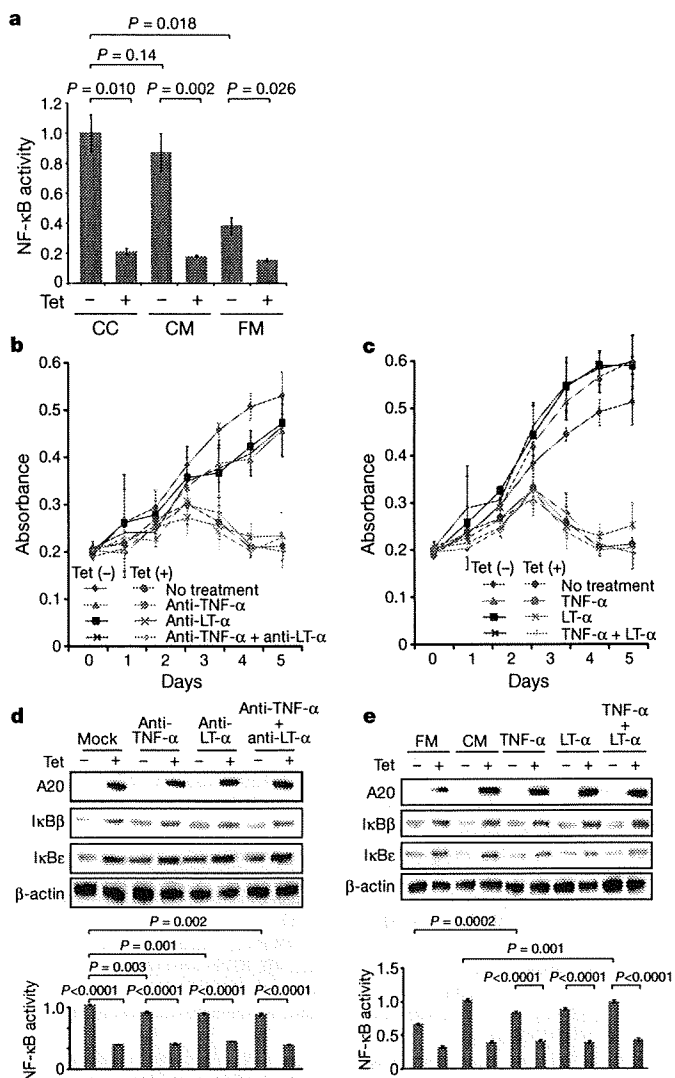 a
P = 0.018
P = 0.14
P = 0.010 P = 0.002 P = 0.026
NF-κB activity
1.2
1.0
0.8
0.6
0.4
0.2
0
Tet − + − + − +
CC CM FM
b
Absorbance
0.6
0.5
0.4
0.3
0.2
0.1
0
Tet (−) Tet (+)
No treatment
Anti-TNF-α
Anti-LT-α
Anti-TNF-α + anti-LT-α
0 1 2 3 4 5
Days
c
Absorbance
0.6
0.5
0.4
0.3
0.2
0.1
0
Tet (−) Tet (+)
No treatment
TNF-α
LT-α
TNF-α + LT-α
0 1 2 3 4 5
Days
d
Mock
Anti-
TNF-α
Anti-
LT-α
Anti-TNF-α
+
anti-LT-α
Tet − + − + − + − +
A20
IκBβ
IκBε
β-actin
P = 0.002
P = 0.001
P = 0.003
P<0.0001 P<0.0001 P<0.0001 P<0.0001
NF-κB activity
1.0
0
e
FM CM TNF-α LT-α
TNF-α
+
LT-α
Tet − + − + − + − + − +
A20
IκBβ
IκBε
β-actin
P = 0.0002
P = 0.001
P<0.0001 P<0.0001 P<0.0001
NF-κB activity
1.5
1.0
0.5
0